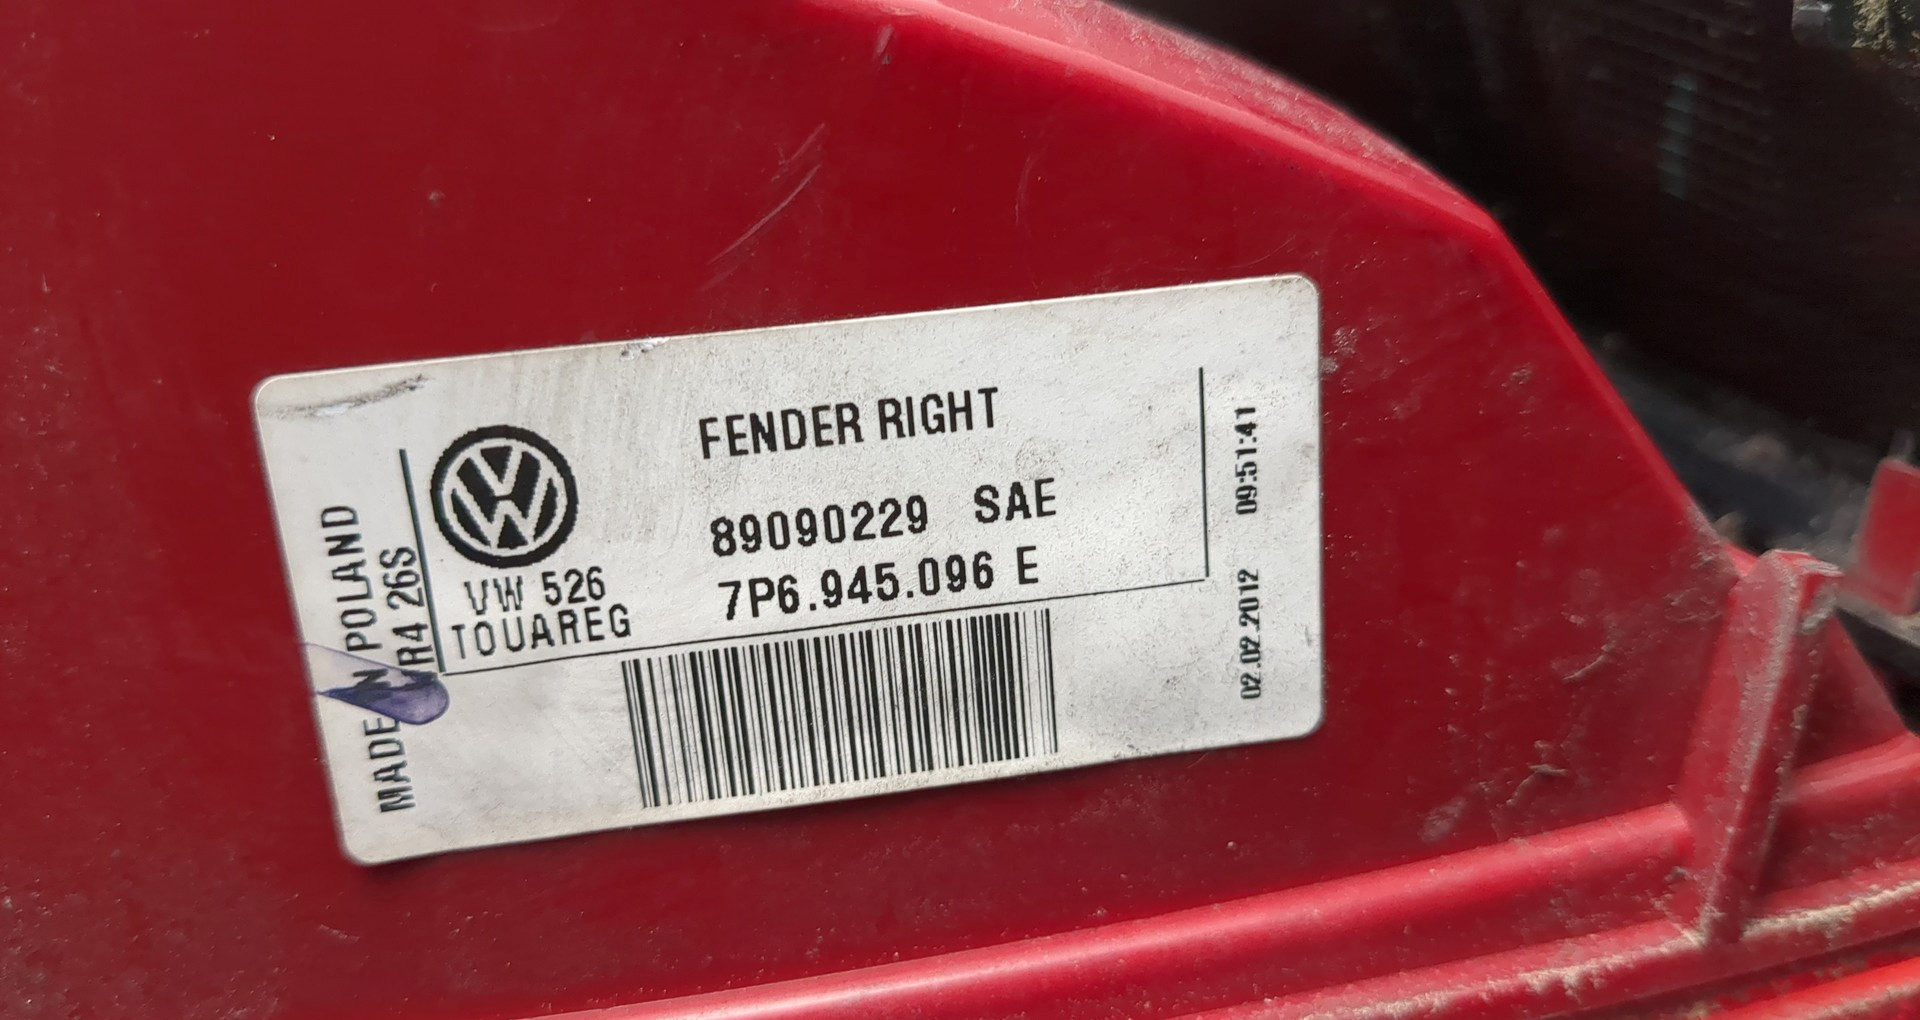 FENDER RIGHT
89090229 SAE
7P6.945.096 E
VW 526
TOUAREG
MADE IN POLAND
R4 26S
02.02.2012 09:51:41